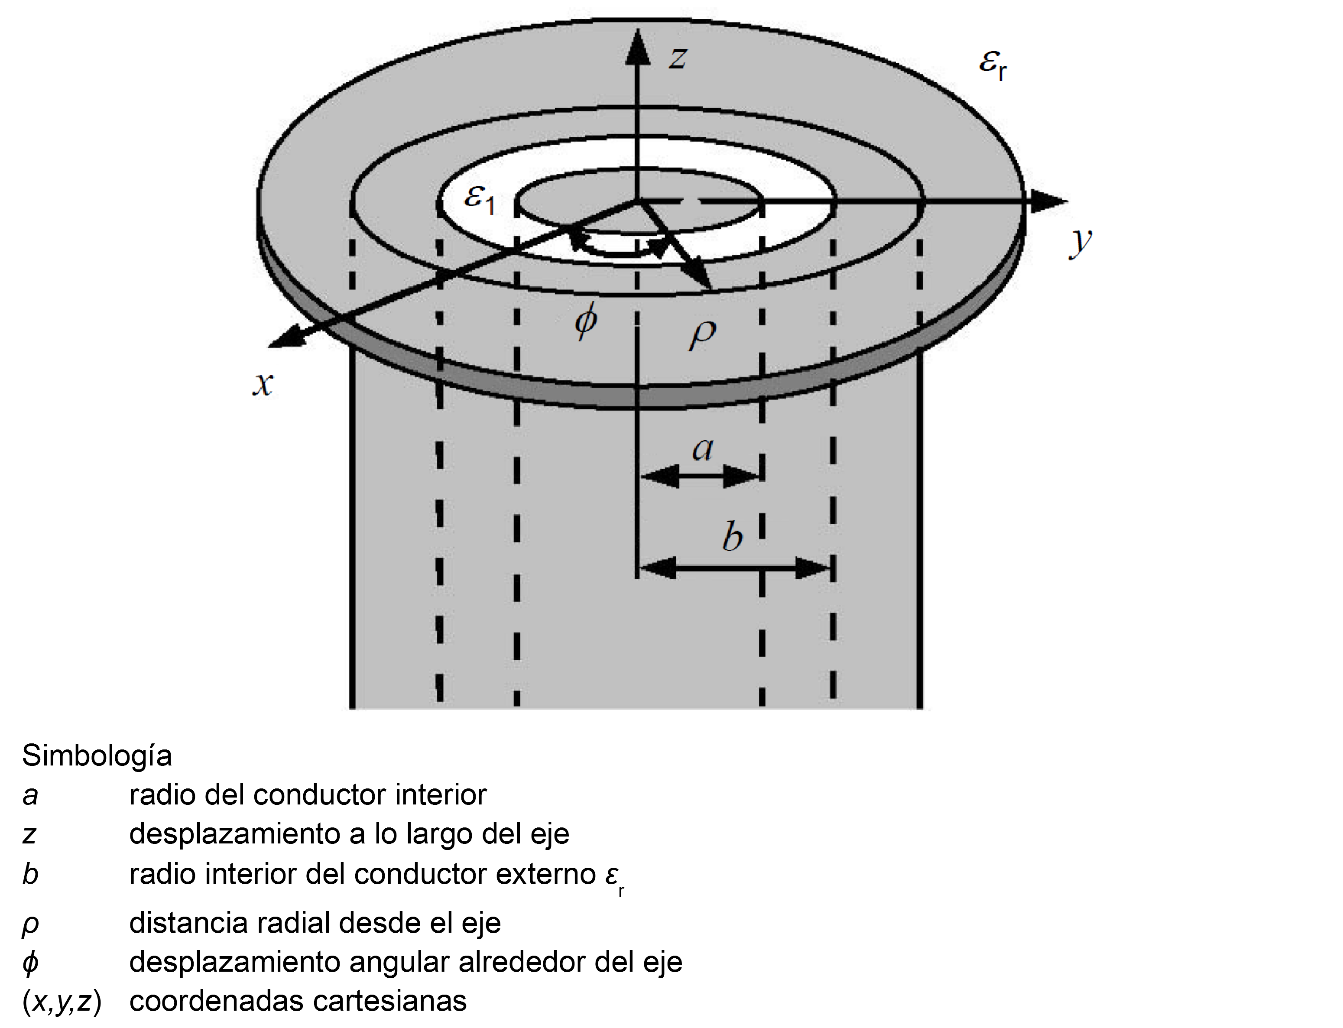 z
εr
ε1
y
ϕ
ρ
x
a
b
Simbología
a radio del conductor interior
z desplazamiento a lo largo del eje
b radio interior del conductor externo εr
ρ distancia radial desde el eje
ϕ desplazamiento angular alrededor del eje
(x,y,z) coordenadas cartesianas